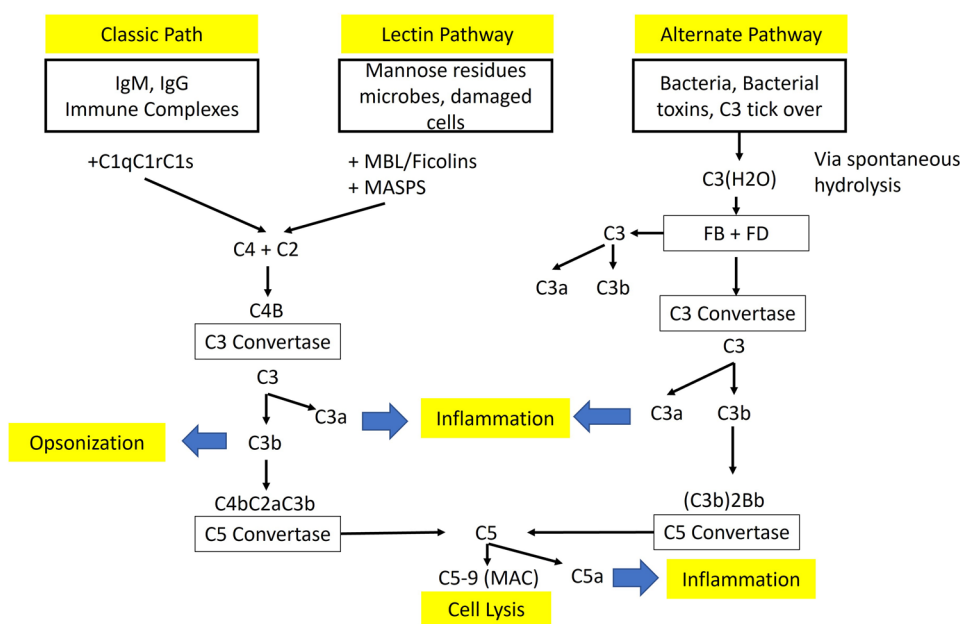 Classic Path
Lectin Pathway
Alternate Pathway
IgM, IgG
Immune Complexes
Mannose residues
microbes, damaged
cells
Bacteria, Bacterial
toxins, C3 tick over
+C1qC1rC1s
+ MBL/Ficolins
+ MASPS
Via spontaneous
hydrolysis
C3(H2O)
C4 + C2
C3
FB + FD
C3a
C3b
C4B
C3 Convertase
C3 Convertase
C3
C3
C3a
Inflammation
C3a
C3b
Opsonization
C3b
C4bC2aC3b
C5 Convertase
(C3b)2Bb
C5 Convertase
C5
C5-9 (MAC)
C5a
Inflammation
Cell Lysis